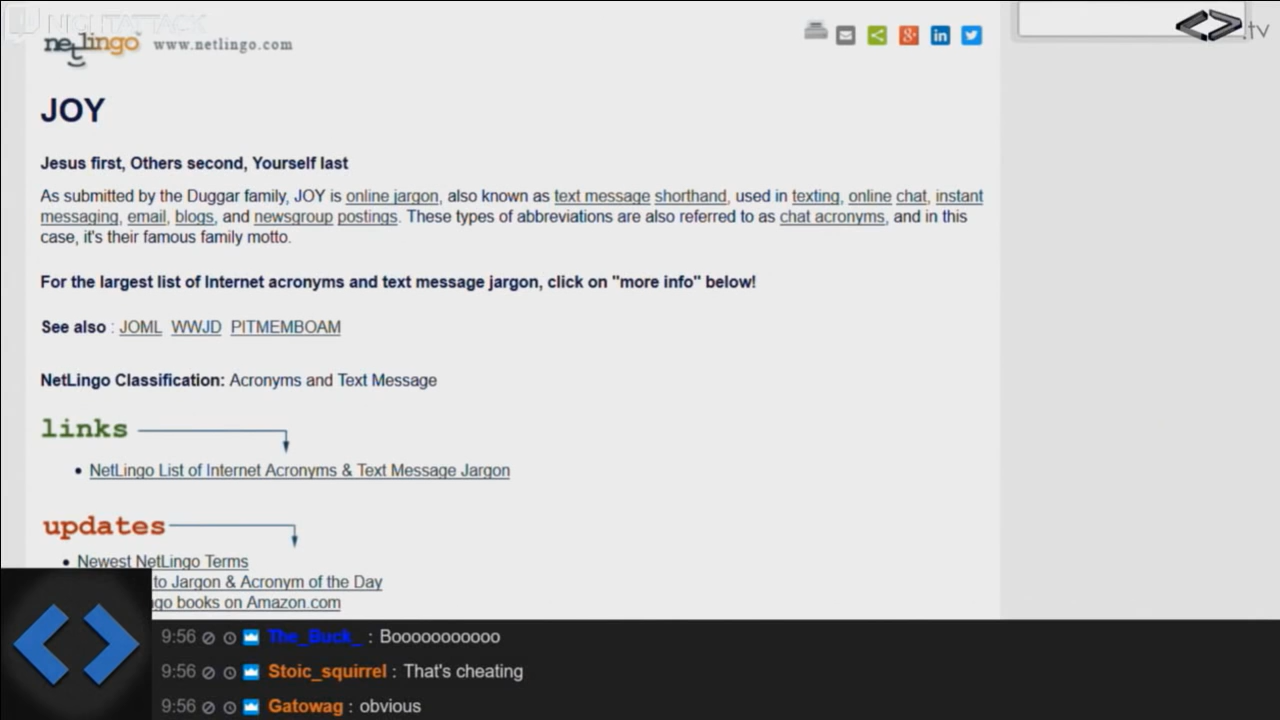 NIGHTATTACK
netlingo www.netlingo.com
.tv
JOY
Jesus first, Others second, Yourself last
As submitted by the Duggar family, JOY is online jargon, also known as text message shorthand, used in texting, online chat, instant
messaging, email, blogs, and newsgroup postings. These types of abbreviations are also referred to as chat acronyms, and in this
case, it's their famous family motto.
For the largest list of Internet acronyms and text message jargon, click on "more info" below!
See also : JOML WWJD PITMEMBOAM
NetLingo Classification: Acronyms and Text Message
links
• NetLingo List of Internet Acronyms & Text Message Jargon
updates
• Newest NetLingo Terms
to Jargon & Acronym of the Day
ngo books on Amazon.com
9:56 The_Buck_ : Booooooooooo
9:56 Stoic_squirrel : That's cheating
9:56 Gatowag : obvious